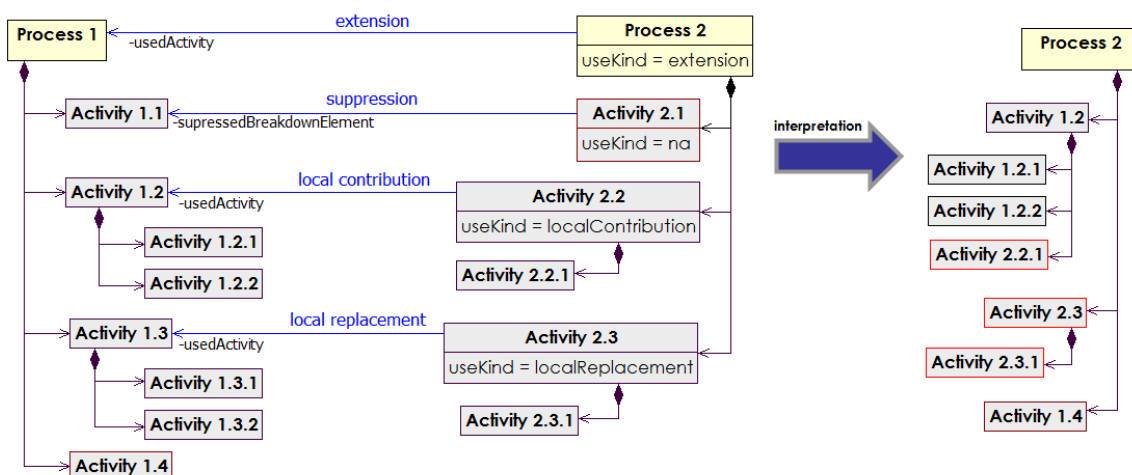 extension
Process 1
-usedActivity
Process 2
useKind = extension
suppression
Activity 1.1
-supressedBreakdownElement
Activity 2.1
useKind = na
local contribution
Activity 1.2
-usedActivity
Activity 2.2
useKind = localContribution
Activity 1.2.1
Activity 1.2.2
Activity 2.2.1
local replacement
Activity 1.3
-usedActivity
Activity 2.3
useKind = localReplacement
Activity 1.3.1
Activity 1.3.2
Activity 2.3.1
Activity 1.4
interpretation
Process 2
Activity 1.2
Activity 1.2.1
Activity 1.2.2
Activity 2.2.1
Activity 2.3
Activity 2.3.1
Activity 1.4